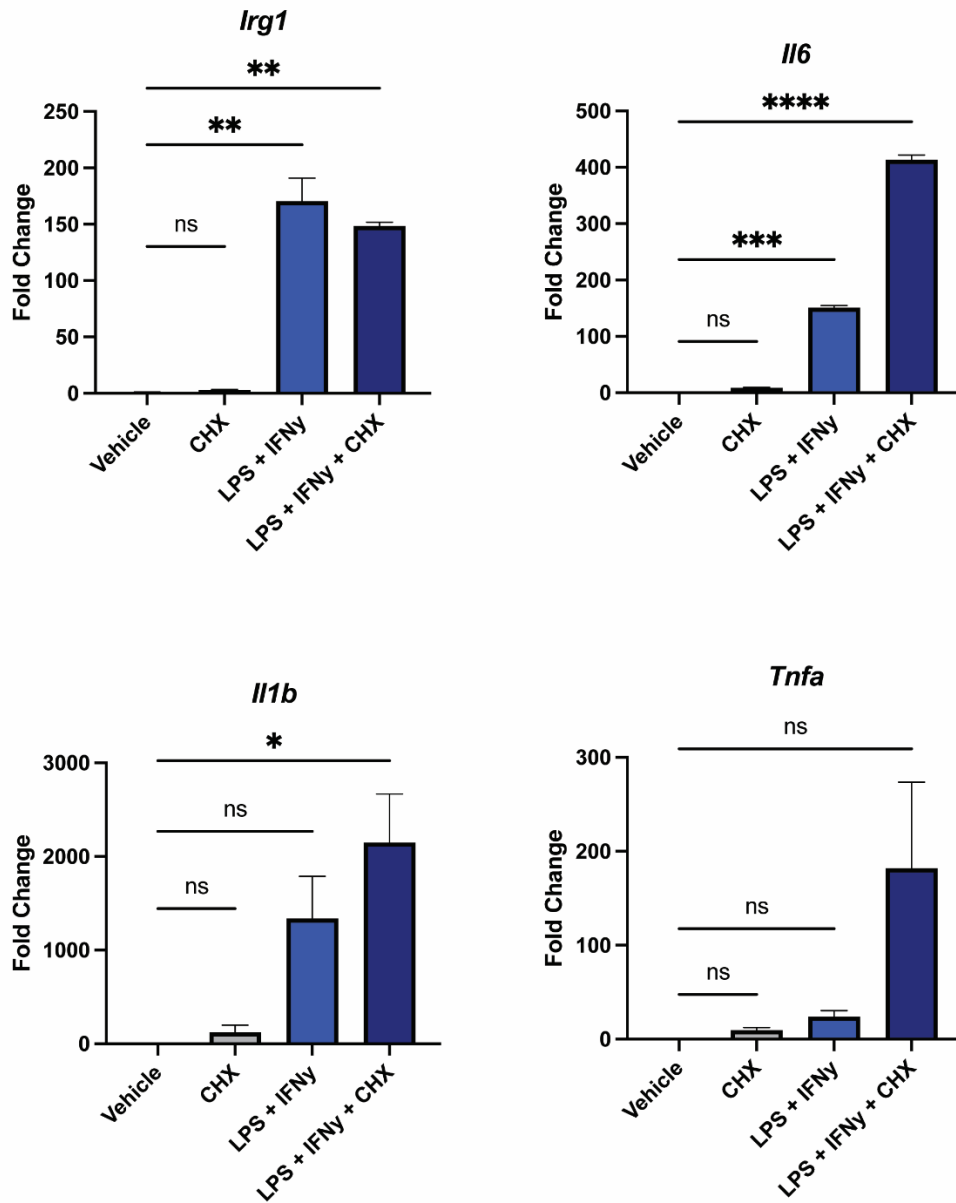 Irg1
**
**
ns
Fold Change
250
200
150
100
50
0
Vehicle
CHX
LPS + IFNy
LPS + IFNy + CHX
Il6
****
***
ns
Fold Change
500
400
300
200
100
0
Vehicle
CHX
LPS + IFNy
LPS + IFNy + CHX
Il1b
*
ns
ns
Fold Change
3000
2000
1000
0
Vehicle
CHX
LPS + IFNy
LPS + IFNy + CHX
Tnfa
ns
ns
ns
Fold Change
300
200
100
0
Vehicle
CHX
LPS + IFNy
LPS + IFNy + CHX